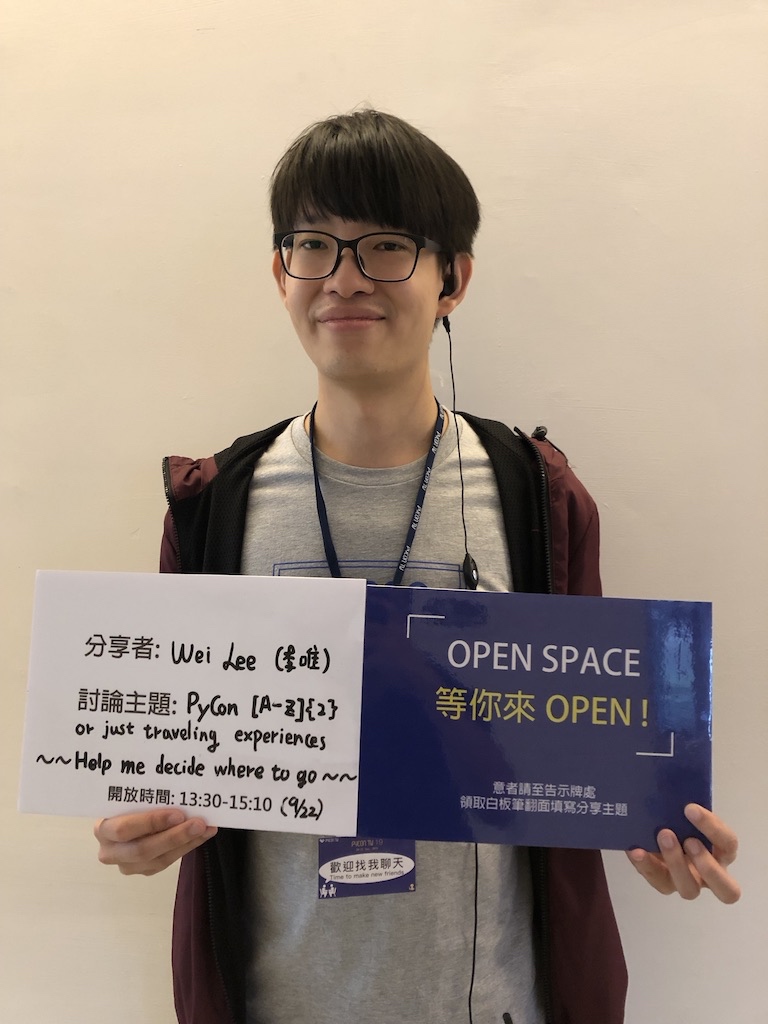 分享者: Wei Lee (李唯)
討論主題: PyCon [A-Z]{2}
or just traveling experiences
~~Help me decide where to go~~
開放時間: 13:30-15:10 (9/22)
OPEN SPACE
等你來 OPEN !
意者請至告示牌處
領取白板筆翻面填寫分享主題
歡迎找我聊天
Time to make new friends